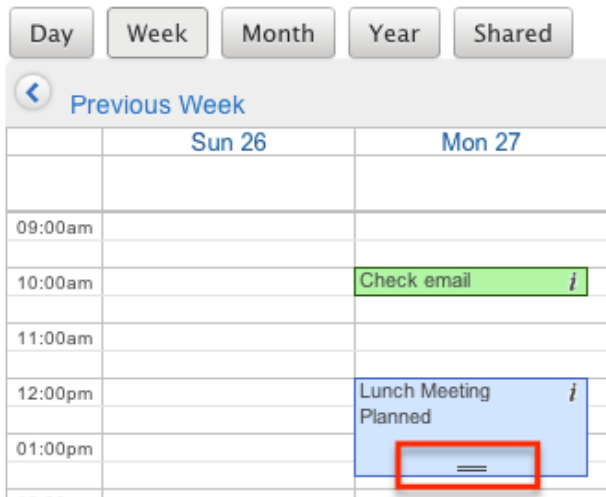 Day Week Month Year Shared
Previous Week
Sun 26 Mon 27
09:00am
10:00am Check email i
11:00am
12:00pm Lunch Meeting i
Planned
01:00pm